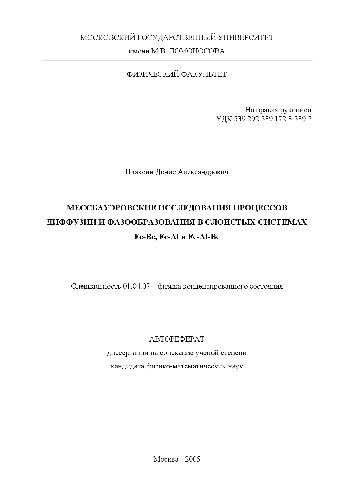 МОСКОВСКИЙ ГОСУДАРСТВЕННЫЙ УНИВЕРСИТЕТ
имени М.В. ЛОМОНОСОВА
ФИЗИЧЕСКИЙ ФАКУЛЬТЕТ
На правах рукописи
УДК
Денис Александрович
МЕССБАУЭРОВСКИЕ ИССЛЕДОВАНИЯ ПРОЦЕССОВ
ДИФФУЗИИ И ФАЗООБРАЗОВАНИЯ В СЛОИСТЫХ СИСТЕМАХ
Fe-Be, Fe-Al и Fe-Al-Be
Специальность 01.04.07 – физика конденсированного состояния
АВТОРЕФЕРАТ
диссертации на соискание ученой степени
кандидата физико-математических наук
Москва - 2005